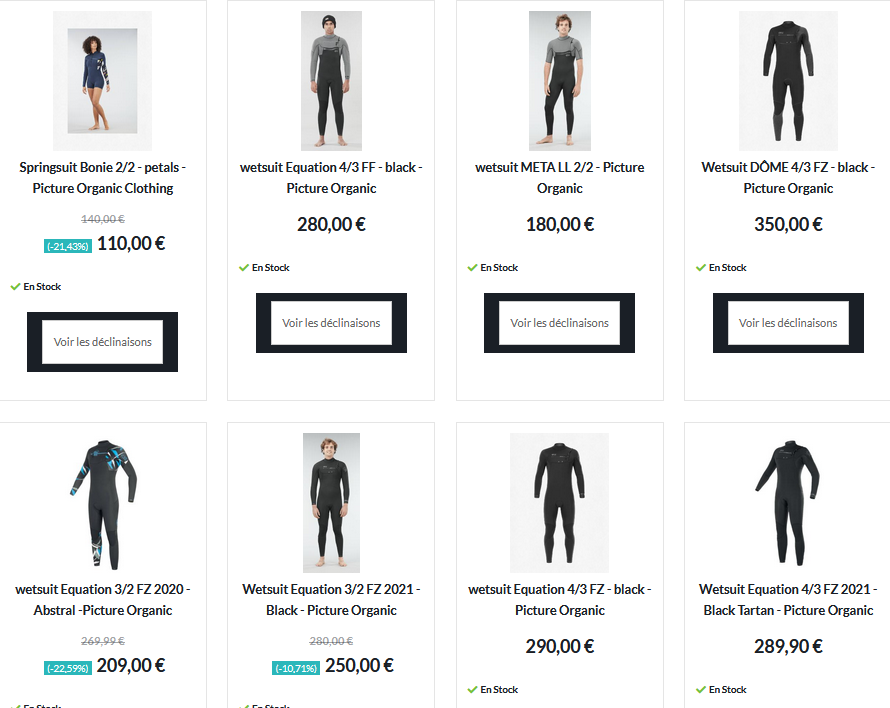 Springsuit Bonie 2/2 - petals -
Picture Organic Clothing
140,00 €
(-21,43%) 110,00 €
En Stock
Voir les déclinaisons
wetsuit Equation 4/3 FF - black -
Picture Organic
280,00 €
En Stock
Voir les déclinaisons
wetsuit META LL 2/2 - Picture
Organic
180,00 €
En Stock
Voir les déclinaisons
Wetsuit DÔME 4/3 FZ - black -
Picture Organic
350,00 €
En Stock
Voir les déclinaisons
wetsuit Equation 3/2 FZ 2020 -
Abstral -Picture Organic
269,99 €
(-22,59%) 209,00 €
En Stock
Wetsuit Equation 3/2 FZ 2021 -
Black - Picture Organic
280,00 €
(-10,71%) 250,00 €
En Stock
wetsuit Equation 4/3 FZ - black -
Picture Organic
290,00 €
En Stock
Wetsuit Equation 4/3 FZ 2021 -
Black Tartan - Picture Organic
289,90 €
En Stock